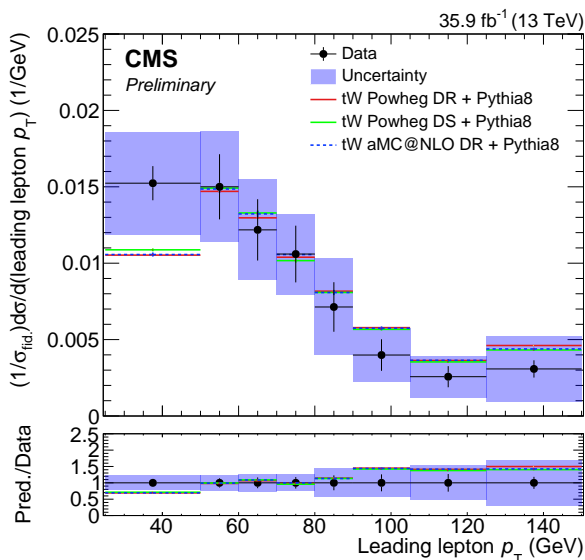 35.9 fb⁻¹ (13 TeV)
CMS
Preliminary
Data
Uncertainty
tW Powheg DR + Pythia8
tW Powheg DS + Pythia8
tW aMC@NLO DR + Pythia8
(1/σ_fid.)dσ/d(leading lepton p_T) (1/GeV)
0.025
0.02
0.015
0.01
0.005
0
Pred./Data
2.5
2
1.5
1
0.5
0
40 60 80 100 120 140
Leading lepton p_T (GeV)